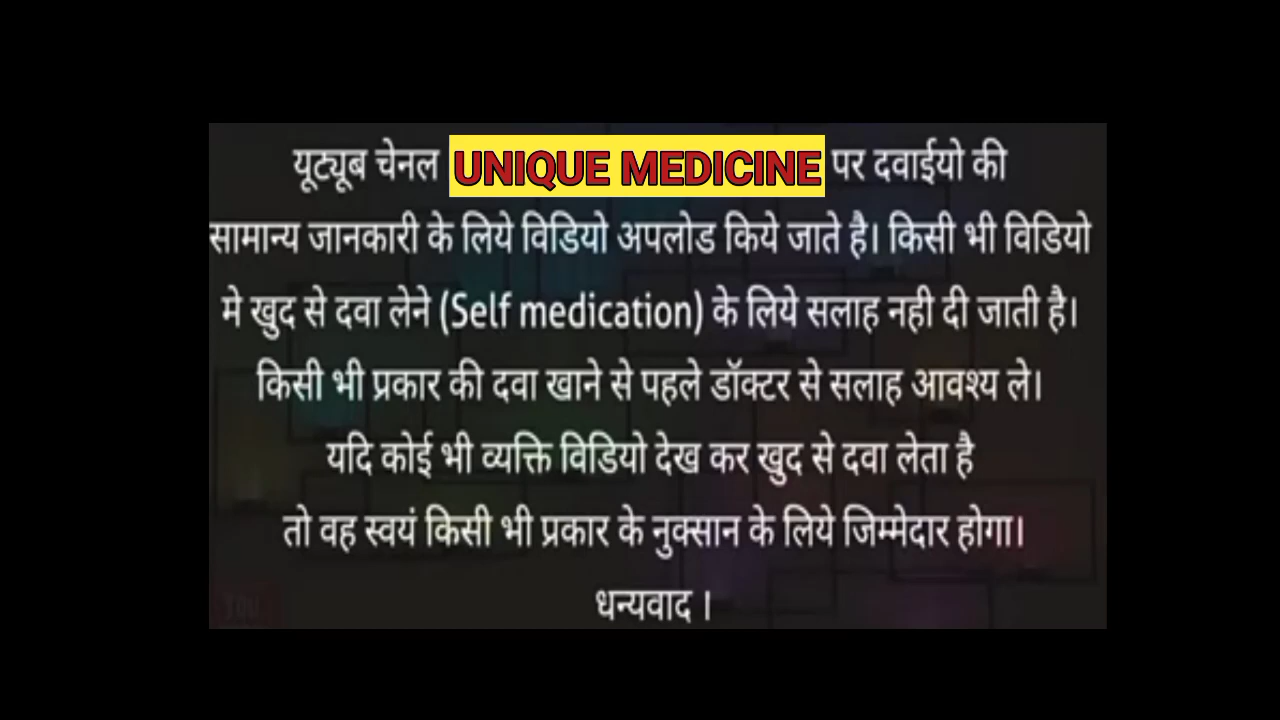 यूट्यूब चेनल UNIQUE MEDICINE पर दवाईयो की
सामान्य जानकारी के लिये विडियो अपलोड किये जाते है। किसी भी विडियो
मे खुद से दवा लेने (Self medication) के लिये सलाह नही दी जाती है।
किसी भी प्रकार की दवा खाने से पहले डॉक्टर से सलाह आवश्य ले।
यदि कोई भी व्यक्ति विडियो देख कर खुद से दवा लेता है
तो वह स्वयं किसी भी प्रकार के नुक्सान के लिये जिम्मेदार होगा।
धन्यवाद ।